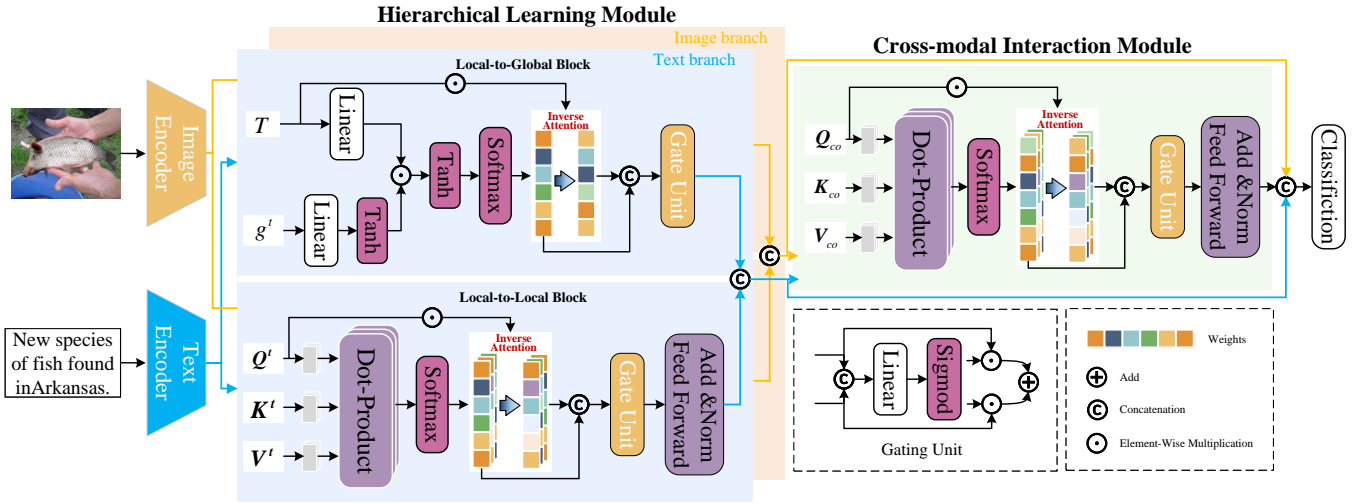 Hierarchical Learning Module
Image branch
Text branch
Cross-modal Interaction Module
Local-to-Global Block
Image
Encoder
T
Linear
Tanh
Softmax
Inverse
Attention
C
Gate Unit
g^t
Linear
Tanh
C
C
Q_co
K_co
V_co
Dot-Product
Softmax
Inverse
Attention
C
Gate Unit
Add &Norm
Feed Forward
C
Classifiction
New species
of fish found
inArkansas.
Text
Encoder
Local-to-Local Block
Q^t
K^t
V^t
Dot-Product
Softmax
Inverse
Attention
C
Gate Unit
Add &Norm
Feed Forward
C
Linear
Sigmod
Gating Unit
Weights
Add
C
Concatenation
Element-Wise Multiplication